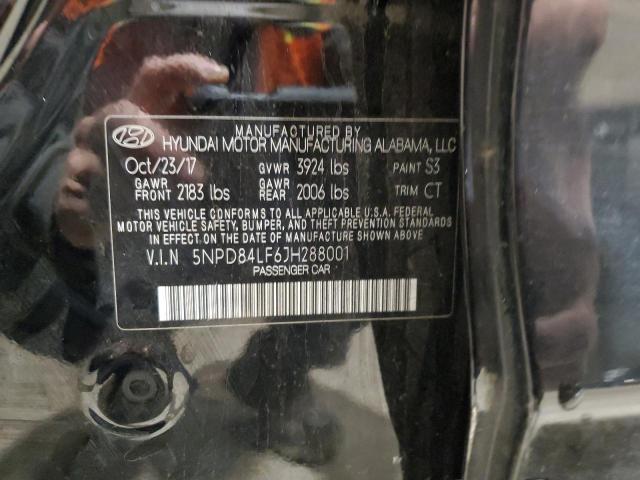 MANUFACTURED BY
HYUNDAI MOTOR MANUFACTURING ALABAMA, LLC
Oct/23/17 GVWR 3924 lbs PAINT S3
GAWR FRONT 2183 lbs GAWR REAR 2006 lbs TRIM CT
THIS VEHICLE CONFORMS TO ALL APPLICABLE U.S.A. FEDERAL
MOTOR VEHICLE SAFETY, BUMPER, AND THEFT PREVENTION STANDARDS
IN EFFECT ON THE DATE OF MANUFACTURE SHOWN ABOVE
V.I.N 5NPD84LF6JH288001
PASSENGER CAR